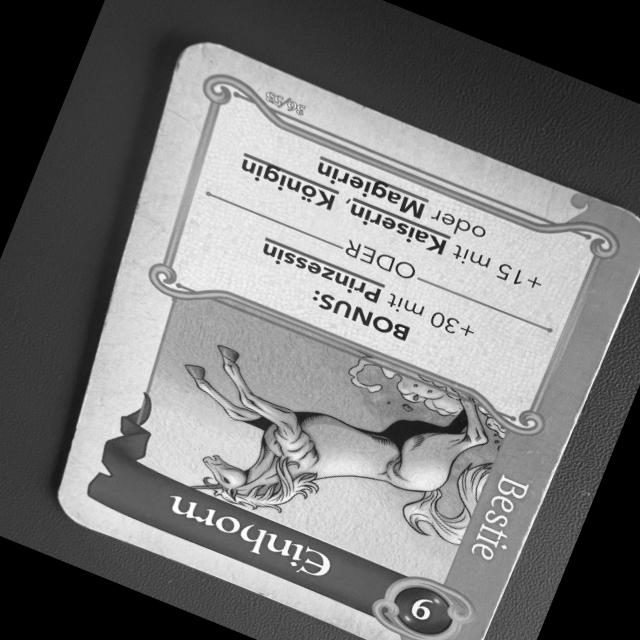 9
Einhorn
Bestie
BONUS:
+30 mit Prinzessin
ODER
+15 mit Kaiserin, Königin
oder Magierin
36/53